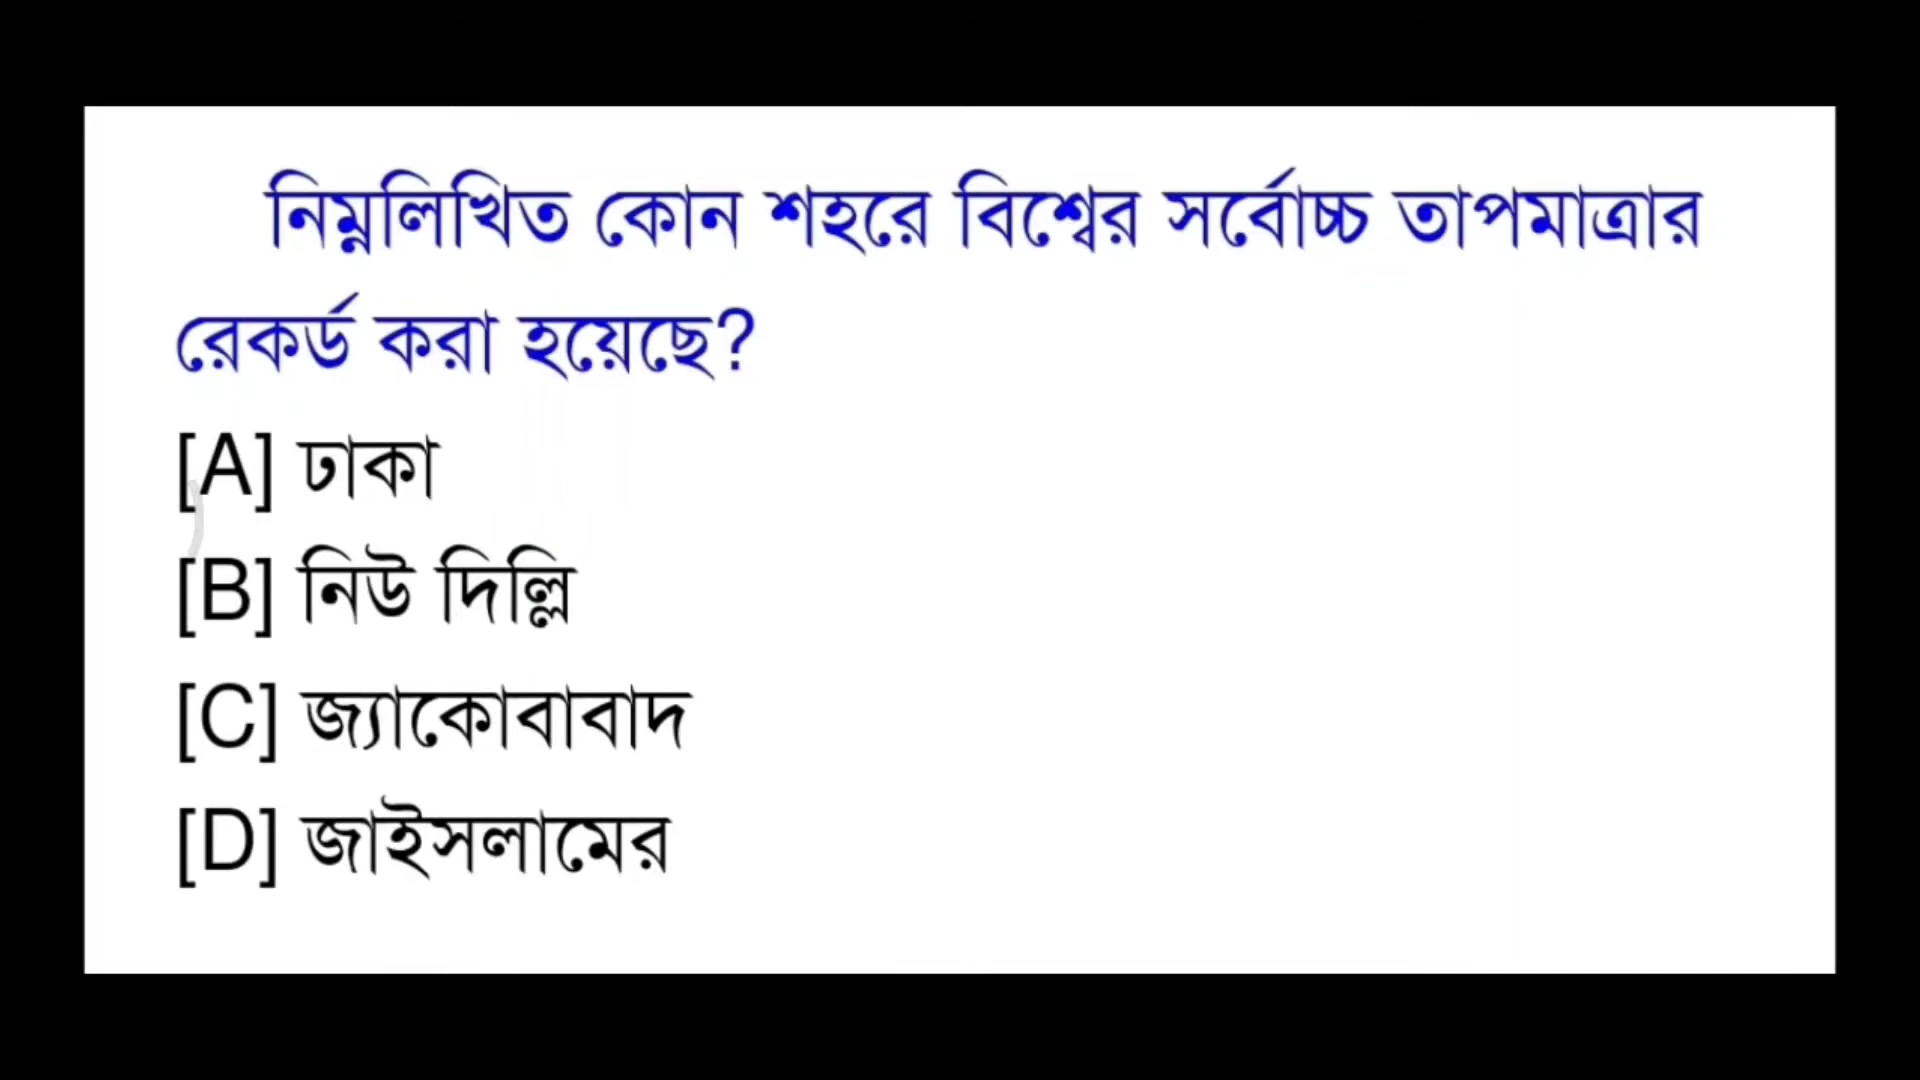 নিম্নলিখিত কোন শহরে বিশ্বের সর্বোচ্চ তাপমাত্রার
রেকর্ড করা হয়েছে?
[A] ঢাকা
[B] নিউ দিল্লি
[C] জ্যাকোবাবাদ
[D] জাইসলামের